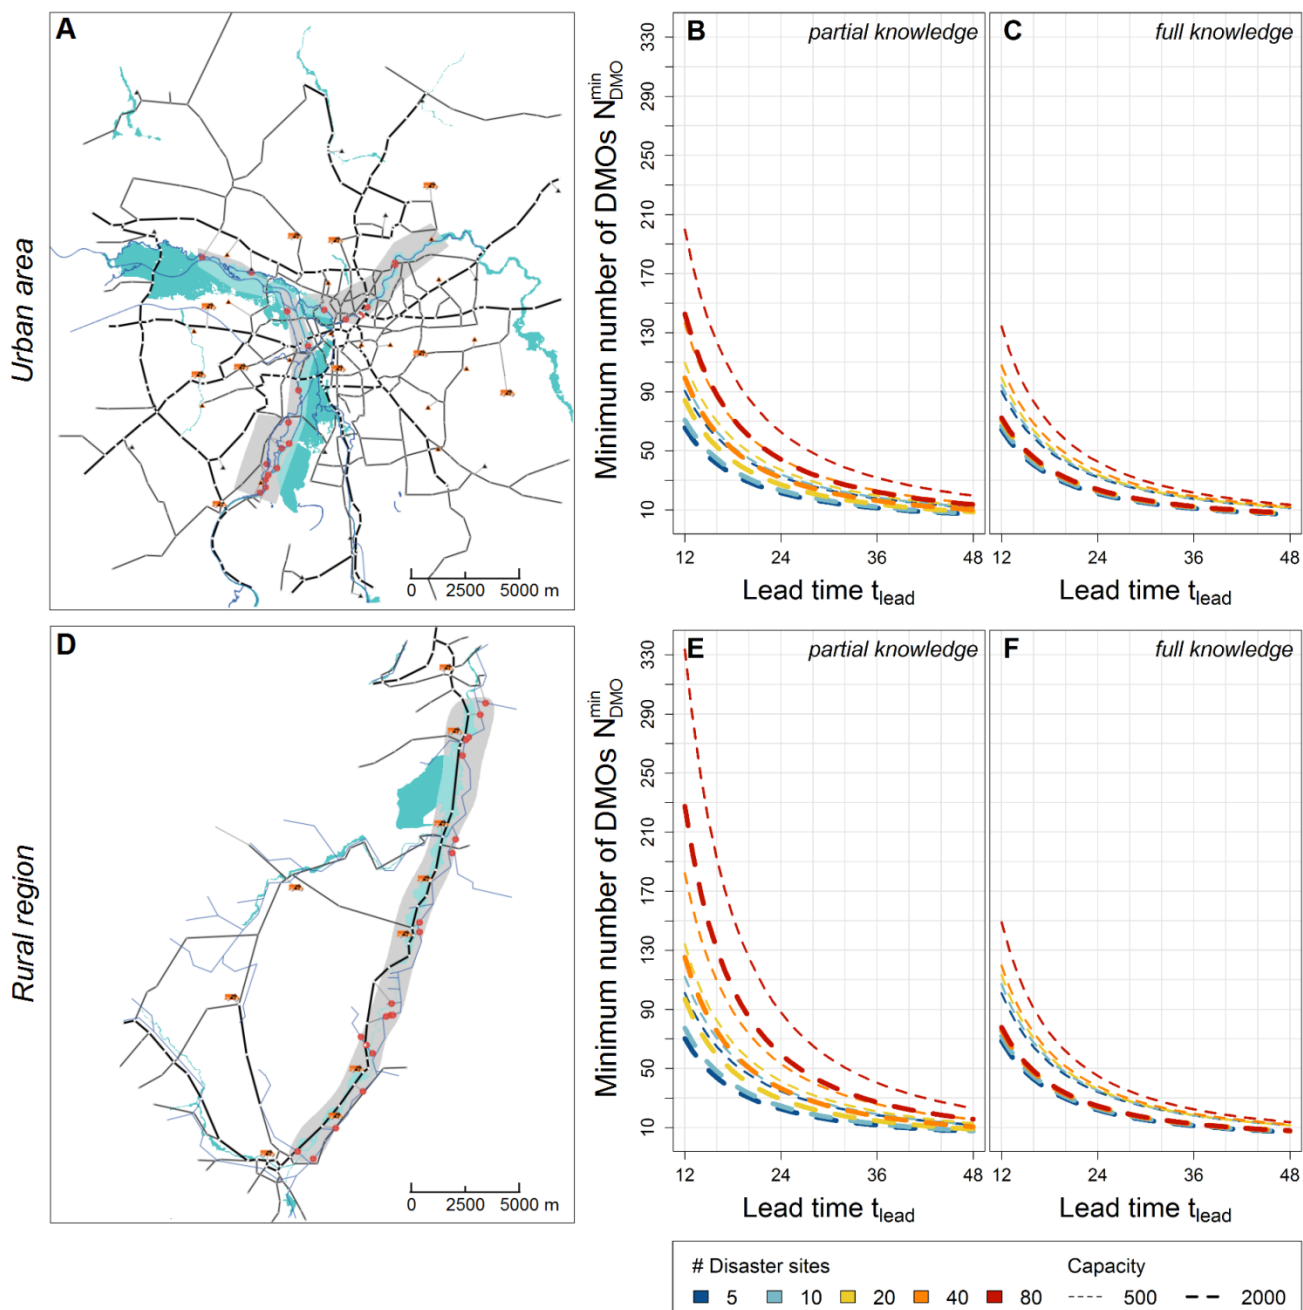 A
Urban area
0 2500 5000 m
B
partial knowledge
C
full knowledge
Minimum number of DMOs N_DMO^min
330
290
250
210
170
130
90
50
10
12 24 36 48
12 24 36 48
Lead time t_lead
Lead time t_lead
D
Rural region
0 2500 5000 m
E
partial knowledge
F
full knowledge
Minimum number of DMOs N_DMO^min
330
290
250
210
170
130
90
50
10
12 24 36 48
12 24 36 48
Lead time t_lead
Lead time t_lead
# Disaster sites Capacity
5 10 20 40 80 500 2000